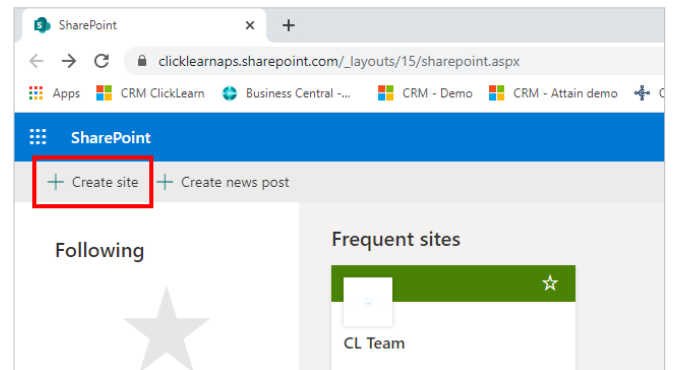 SharePoint
clicklearnaps.sharepoint.com/_layouts/15/sharepoint.aspx
Apps CRM ClickLearn Business Central -... CRM - Demo CRM - Attain demo
SharePoint
Create site Create news post
Following
Frequent sites
CL Team